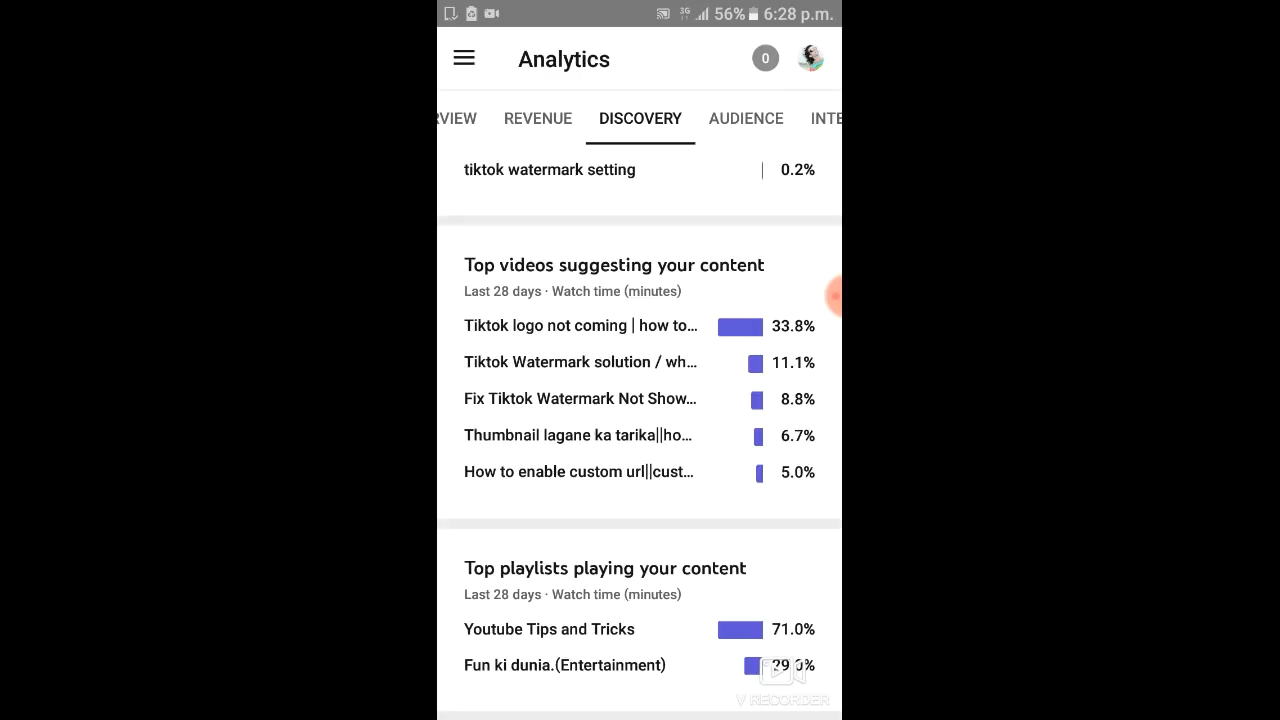 3G 56% 6:28 p.m.
Analytics 0
RVIEW REVENUE DISCOVERY AUDIENCE INTE
tiktok watermark setting 0.2%
Top videos suggesting your content
Last 28 days · Watch time (minutes)
Tiktok logo not coming | how to... 33.8%
Tiktok Watermark solution / wh... 11.1%
Fix Tiktok Watermark Not Show... 8.8%
Thumbnail lagane ka tarika||ho... 6.7%
How to enable custom url||cust... 5.0%
Top playlists playing your content
Last 28 days · Watch time (minutes)
Youtube Tips and Tricks 71.0%
Fun ki dunia.(Entertainment) 29.0%
V RECORDER